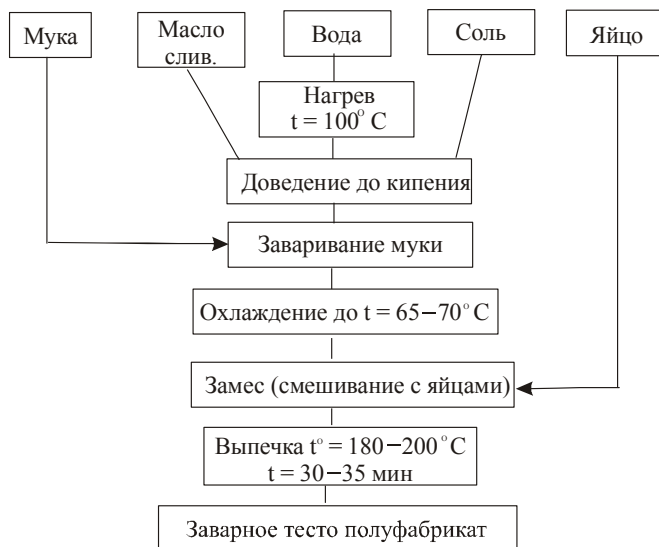 Мука
Масло
слив.
Вода
Соль
Яйцо
Нагрев
t = 100° C
Доведение до кипения
Заваривание муки
Охлаждение до t = 65–70° C
Замес (смешивание с яйцами)
Выпечка t° = 180–200 °C
t = 30–35 мин
Заварное тесто полуфабрикат